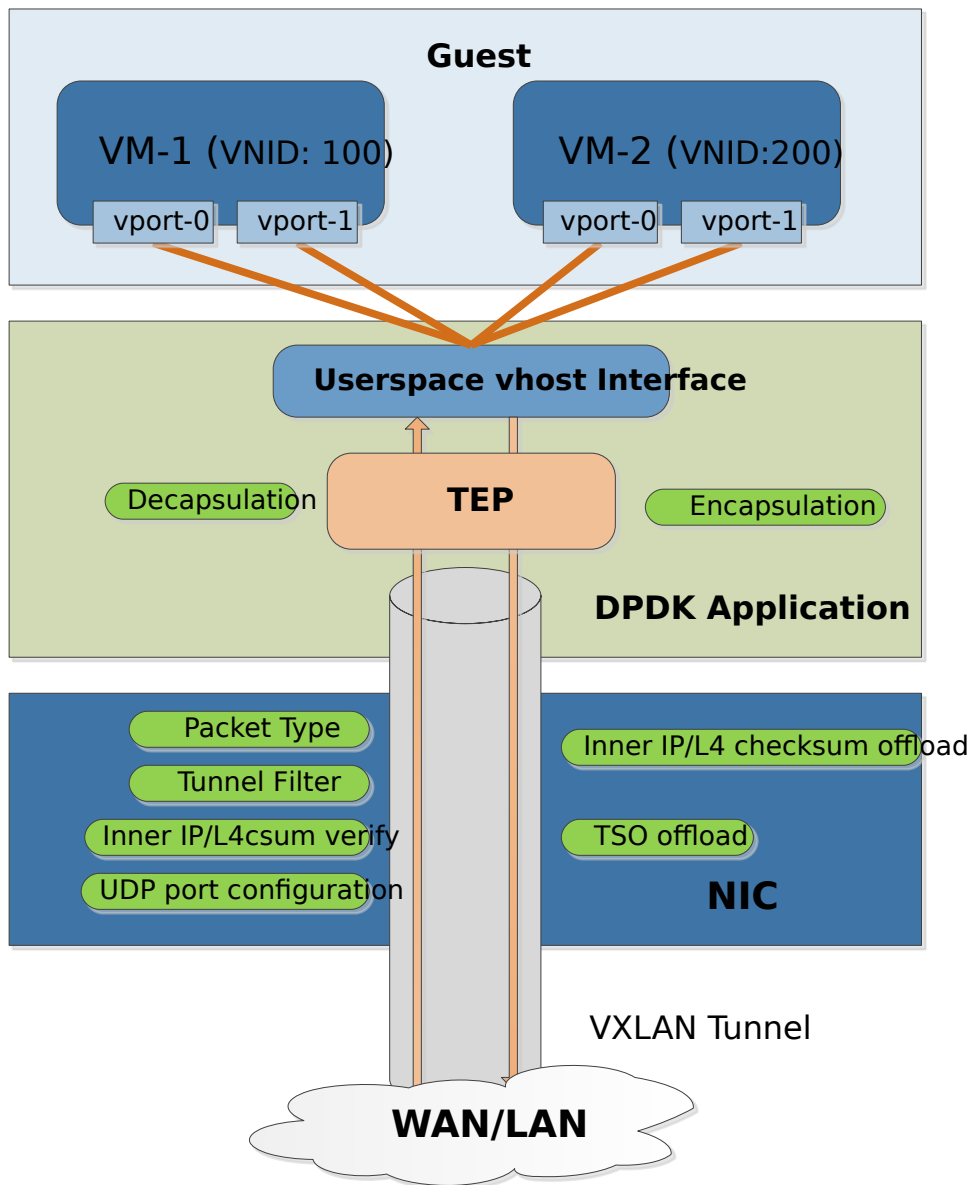 Guest
VM-1 (VNID: 100)
VM-2 (VNID:200)
vport-0
vport-1
vport-0
vport-1
Userspace vhost Interface
Decapsulation
TEP
Encapsulation
DPDK Application
Packet Type
Inner IP/L4 checksum offload
Tunnel Filter
Inner IP/L4csum verify
TSO offload
UDP port configuration
NIC
VXLAN Tunnel
WAN/LAN